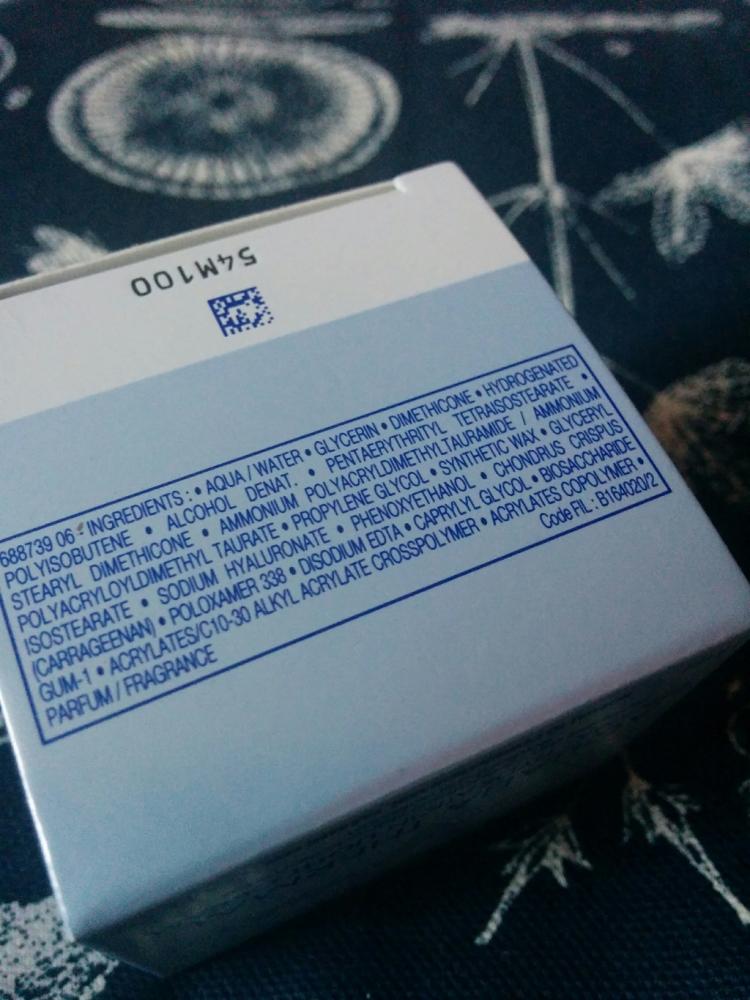 54M100
688739 06 - INGREDIENTS : • AQUA / WATER • GLYCERIN • DIMETHICONE • HYDROGENATED
POLYISOBUTENE • ALCOHOL DENAT. • PENTAERYTHRITYL TETRAISOSTEARATE •
STEARYL DIMETHICONE • AMMONIUM POLYACRYLDIMETHYLTAURAMIDE / AMMONIUM
POLYACRYLOYLDIMETHYL TAURATE • PROPYLENE GLYCOL • SYNTHETIC WAX • GLYCERYL
ISOSTEARATE • SODIUM HYALURONATE • PHENOXYETHANOL • CHONDRUS CRISPUS
(CARRAGEENAN) • POLOXAMER 338 • DISODIUM EDTA • CAPRYLYL GLYCOL • BIOSACCHARIDE
GUM-1 • ACRYLATES/C10-30 ALKYL ACRYLATE CROSSPOLYMER • ACRYLATES COPOLYMER •
PARFUM / FRAGRANCE
Code FIL : B164020/2